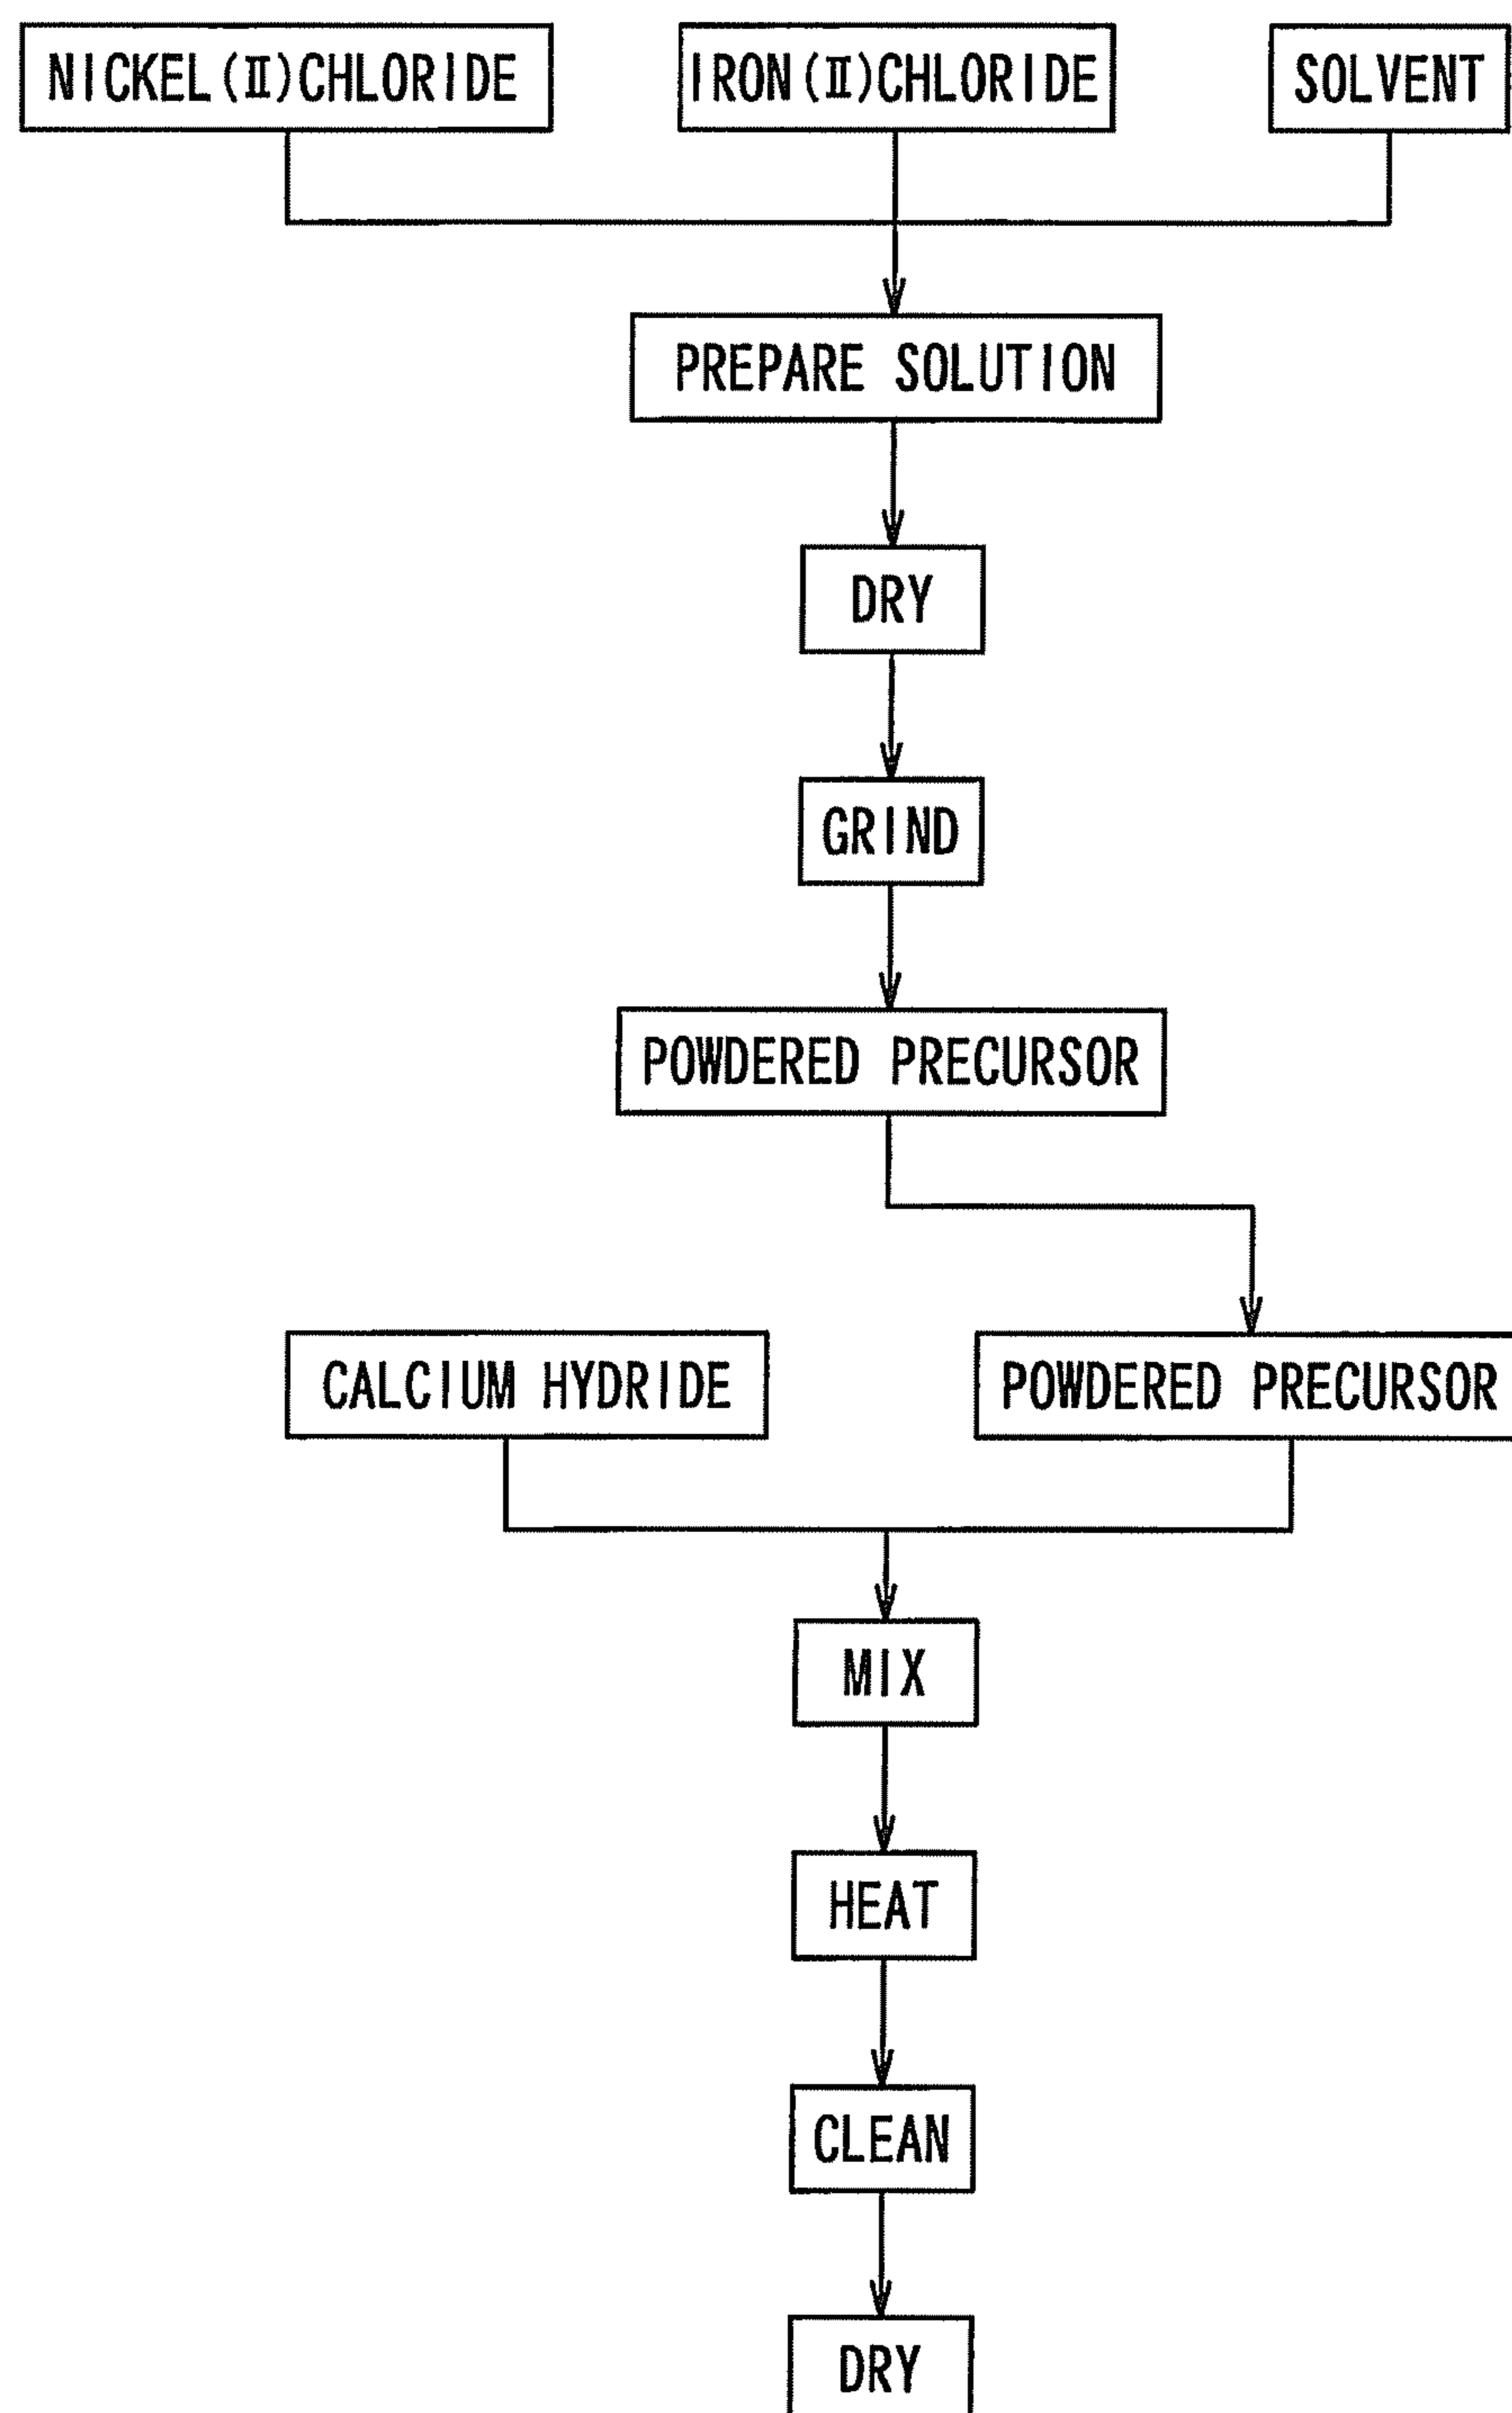 NICKEL(Ⅱ)CHLORIDE
IRON(Ⅱ)CHLORIDE
SOLVENT
PREPARE SOLUTION
DRY
GRIND
POWDERED PRECURSOR
CALCIUM HYDRIDE
POWDERED PRECURSOR
MIX
HEAT
CLEAN
DRY